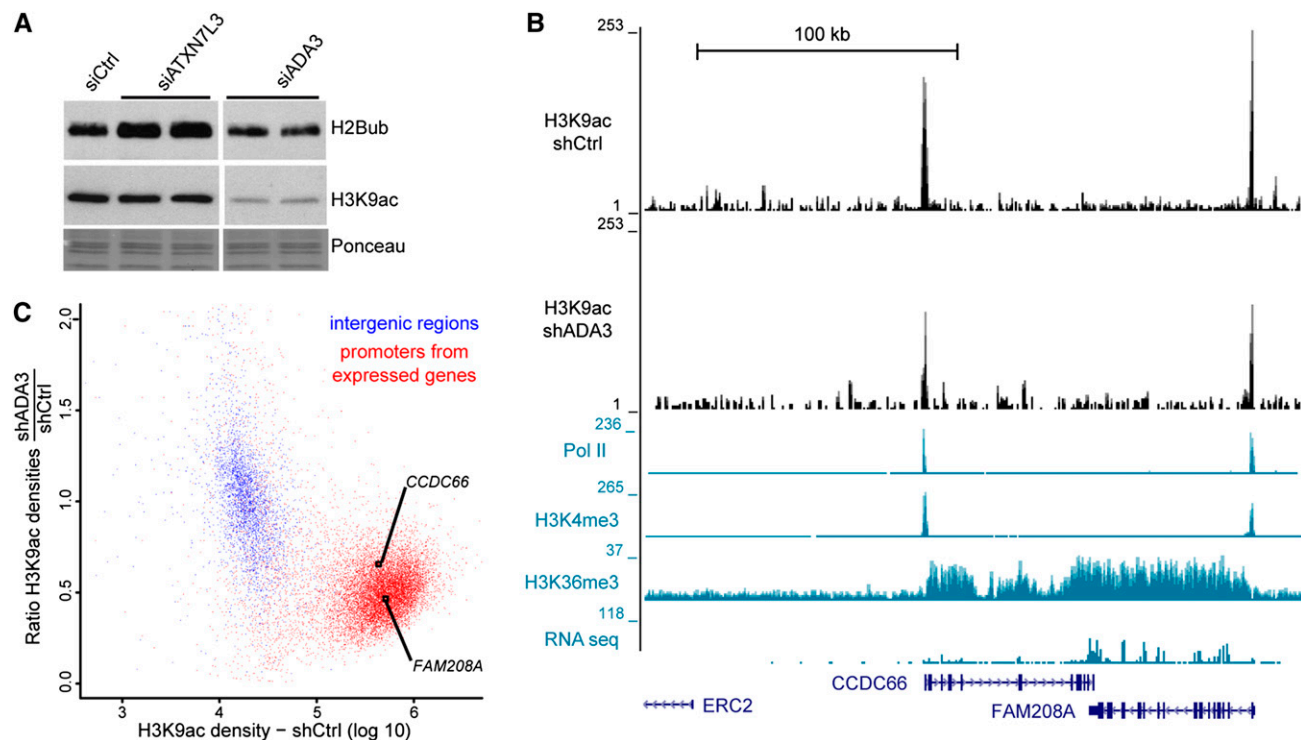 A
siCtrl
siATXN7L3
siADA3
H2Bub
H3K9ac
Ponceau
B
253
100 kb
H3K9ac
shCtrl
1
253
H3K9ac
shADA3
1
236
Pol II
265
H3K4me3
37
H3K36me3
118
RNA seq
CCDC66
ERC2
FAM208A
C
intergenic regions
promoters from
expressed genes
CCDC66
FAM208A
Ratio H3K9ac densities shADA3
shCtrl
2.0
1.5
1.0
0.5
0.0
3 4 5 6
H3K9ac density – shCtrl (log 10)